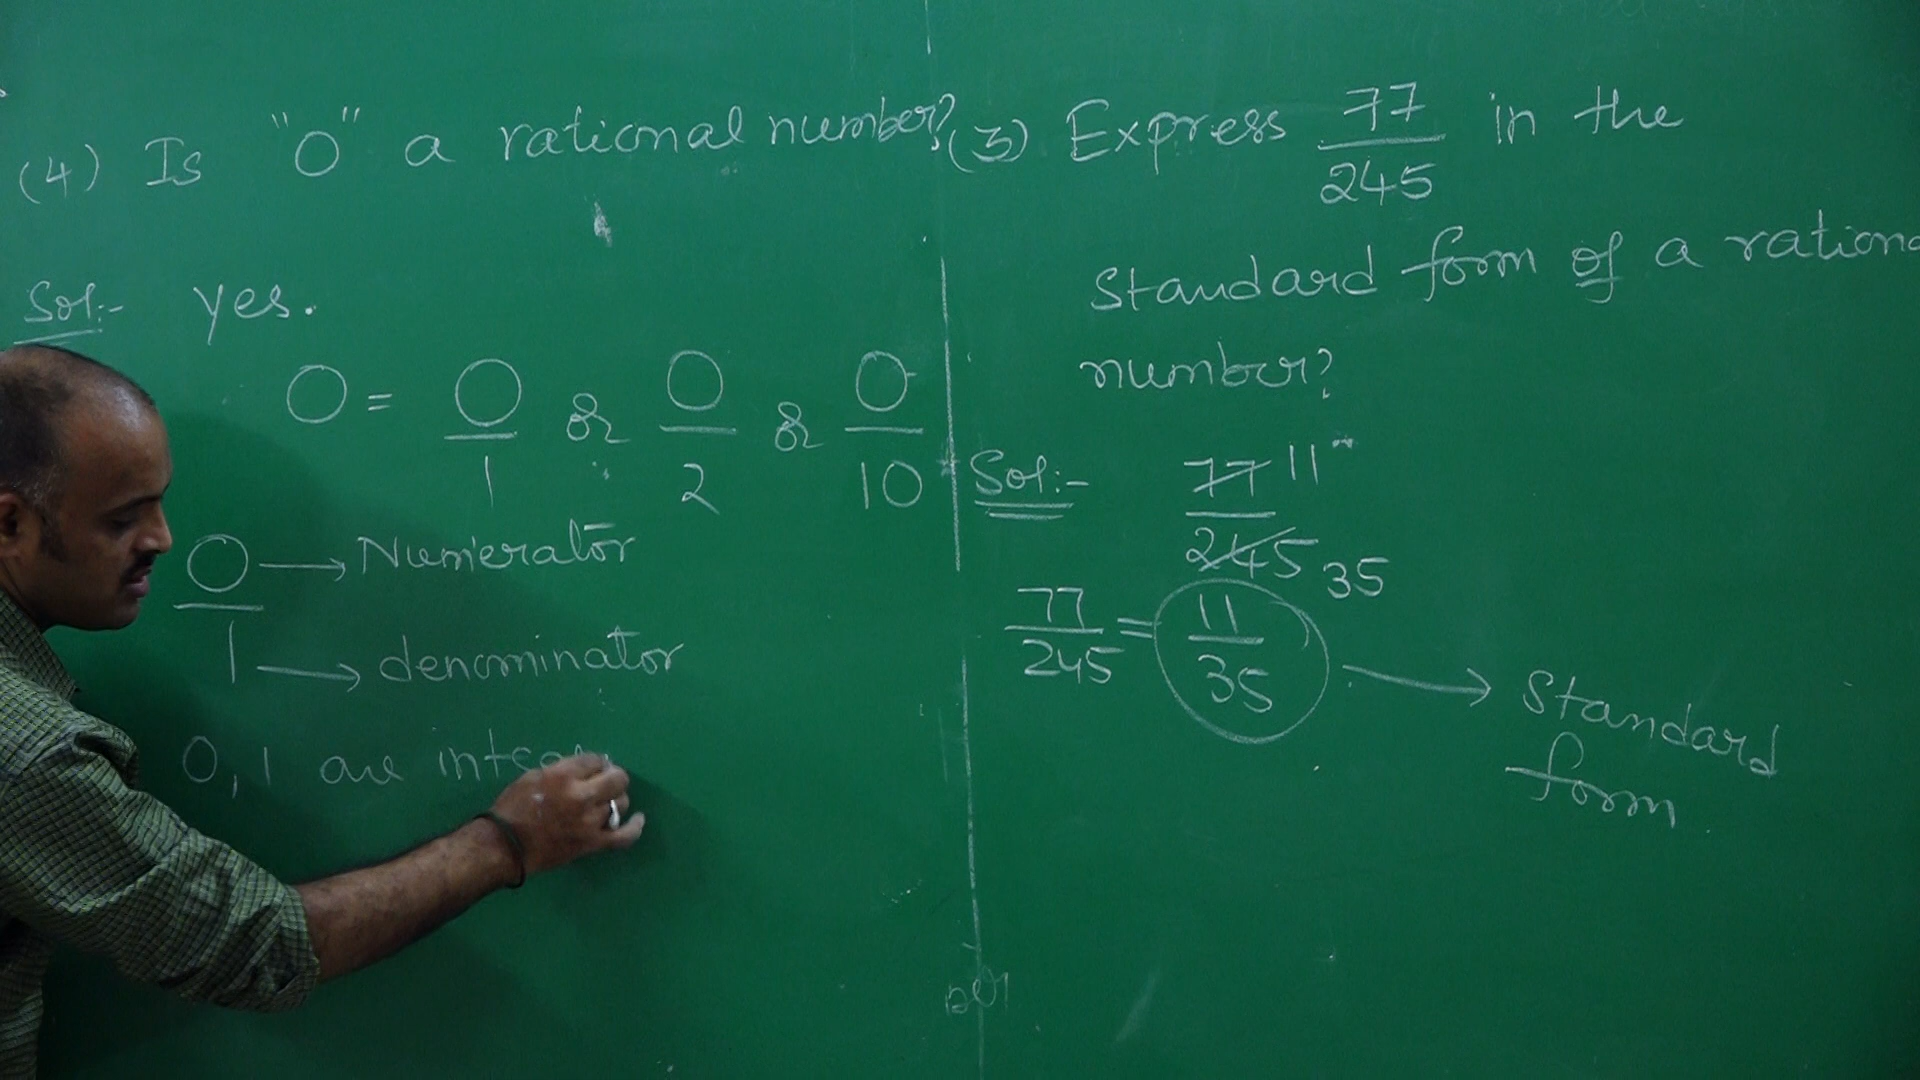 (4) Is "0" a rational number?
Sol:- yes.
0 = 0/1 or 0/2 or 0/10
0 → Numerator
1 → denominator
0, 1 are
(3) Express 77/245 in the
Standard form of a
number?
Sol:- 77 11
245 35
77/245 = 11/35 → Standard
form